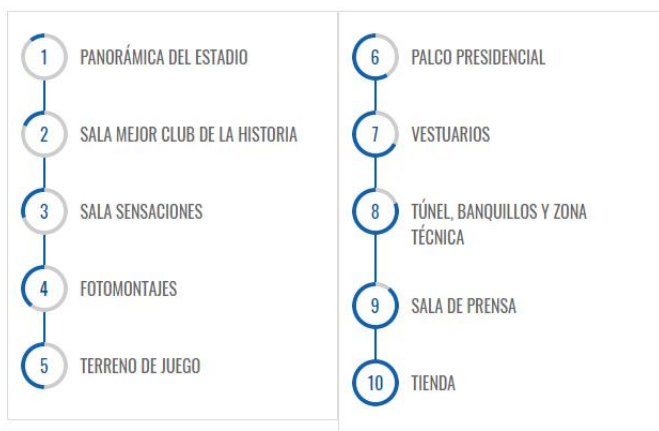 1 PANORÁMICA DEL ESTADIO
2 SALA MEJOR CLUB DE LA HISTORIA
3 SALA SENSACIONES
4 FOTOMONTAJES
5 TERRENO DE JUEGO
6 PALCO PRESIDENCIAL
7 VESTUARIOS
8 TÚNEL, BANQUILLOS Y ZONA
TÉCNICA
9 SALA DE PRENSA
10 TIENDA